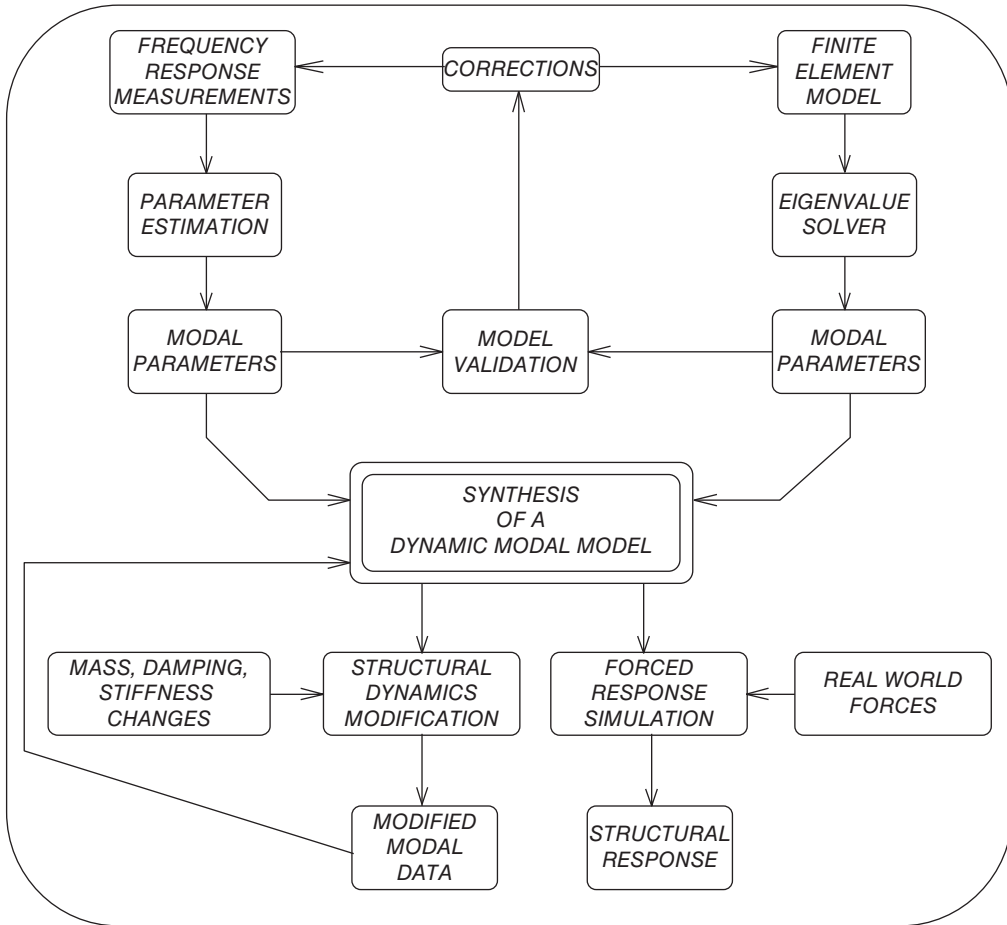 FREQUENCY
RESPONSE
MEASUREMENTS
CORRECTIONS
FINITE
ELEMENT
MODEL
PARAMETER
ESTIMATION
EIGENVALUE
SOLVER
MODAL
PARAMETERS
MODEL
VALIDATION
MODAL
PARAMETERS
SYNTHESIS
OF A
DYNAMIC MODAL MODEL
MASS, DAMPING,
STIFFNESS
CHANGES
STRUCTURAL
DYNAMICS
MODIFICATION
FORCED
RESPONSE
SIMULATION
REAL WORLD
FORCES
MODIFIED
MODAL
DATA
STRUCTURAL
RESPONSE